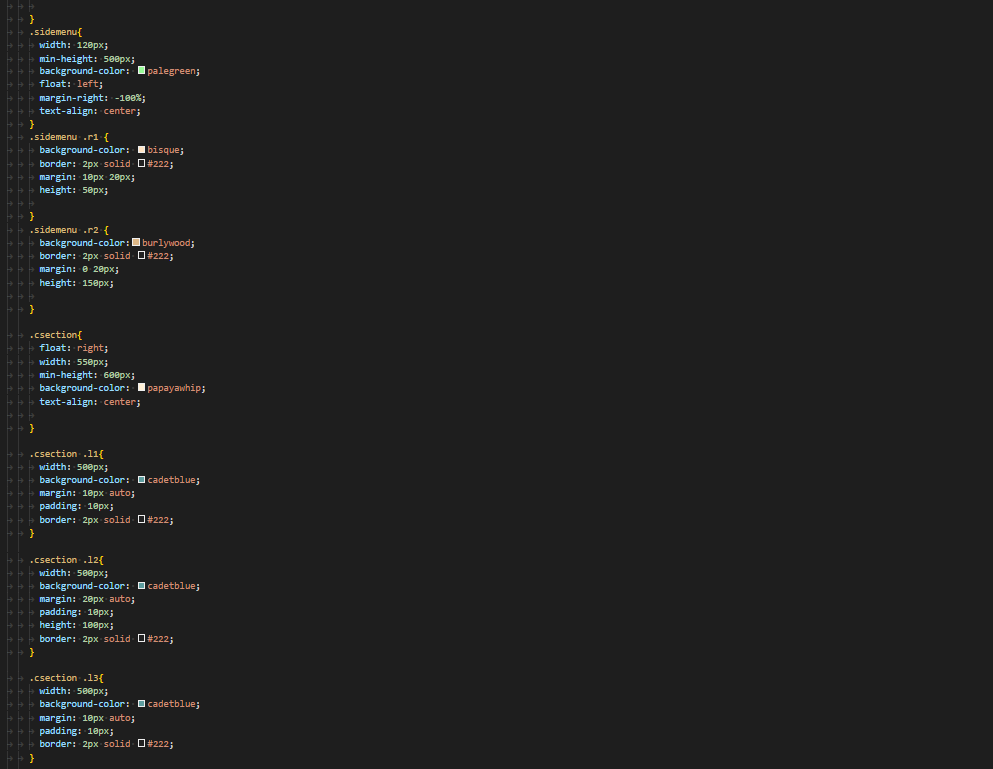 }
.sidemenu{
width: 120px;
min-height: 500px;
background-color: palegreen;
float: left;
margin-right: -100%;
text-align: center;
}
.sidemenu .r1 {
background-color: bisque;
border: 2px solid #222;
margin: 10px 20px;
height: 50px;
}
.sidemenu .r2 {
background-color:burlywood;
border: 2px solid #222;
margin: 0 20px;
height: 150px;
}
.csection{
float: right;
width: 550px;
min-height: 600px;
background-color: papayawhip;
text-align: center;
}
.csection .l1{
width: 500px;
background-color: cadetblue;
margin: 10px auto;
padding: 10px;
border: 2px solid #222;
}
.csection .l2{
width: 500px;
background-color: cadetblue;
margin: 20px auto;
padding: 10px;
height: 100px;
border: 2px solid #222;
}
.csection .l3{
width: 500px;
background-color: cadetblue;
margin: 10px auto;
padding: 10px;
border: 2px solid #222;
}